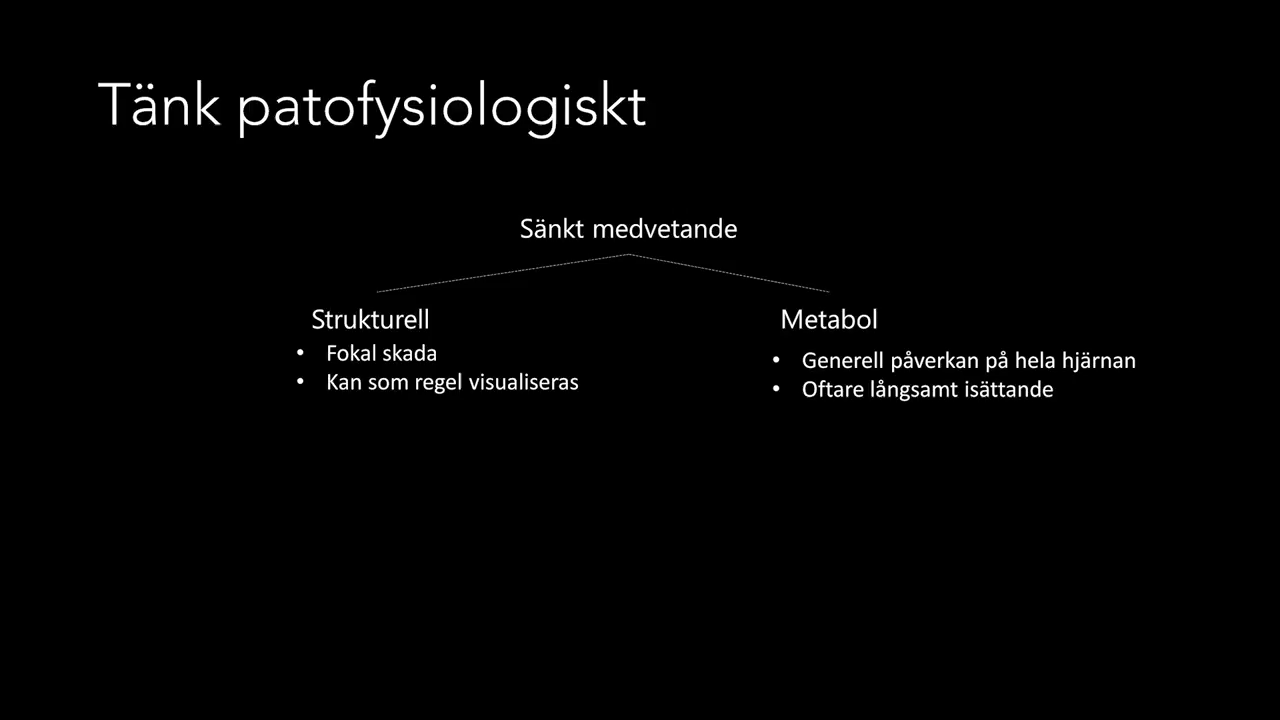 Tänk patofysiologiskt
Sänkt medvetande
Strukturell
• Fokal skada
• Kan som regel visualiseras
Metabol
• Generell påverkan på hela hjärnan
• Oftare långsamt isättande